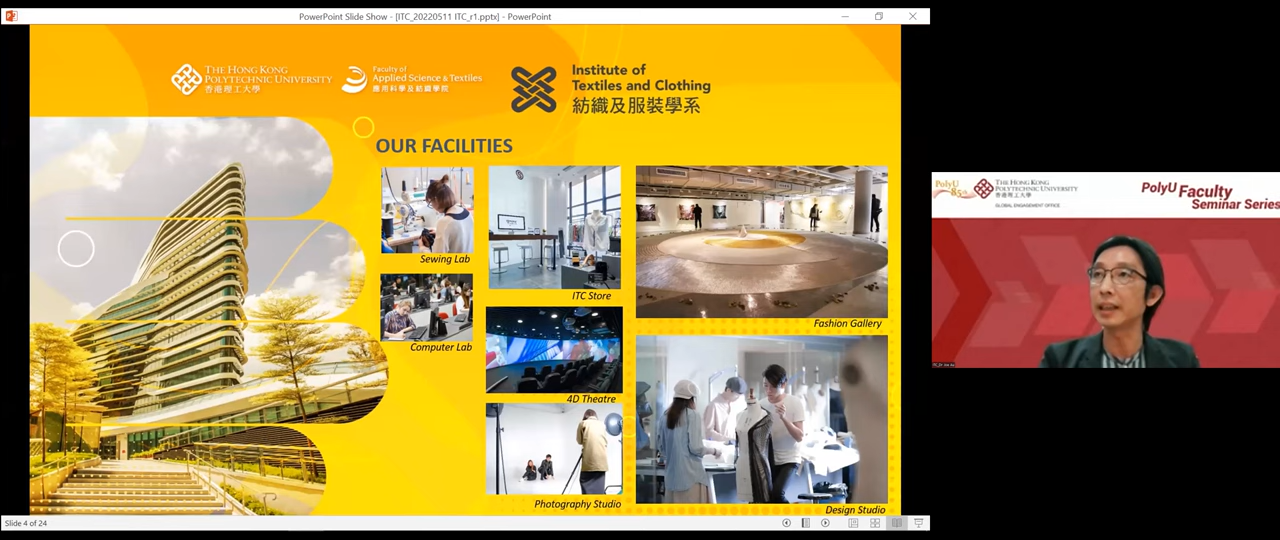 PowerPoint Slide Show - [ITC_20220511 ITC_r1.pptx] - PowerPoint
THE HONG KONG
POLYTECHNIC UNIVERSITY
香港理工大學
Faculty of
Applied Science & Textiles
應用科學及紡織學院
Institute of
Textiles and Clothing
紡織及服裝學系
OUR FACILITIES
Sewing Lab
ITC Store
Fashion Gallery
Computer Lab
4D Theatre
Photography Studio
Design Studio
Slide 4 of 24
PolyU
85th
THE HONG KONG
POLYTECHNIC UNIVERSITY
香港理工大學
GLOBAL ENGAGEMENT OFFICE
PolyU Faculty
Seminar Series